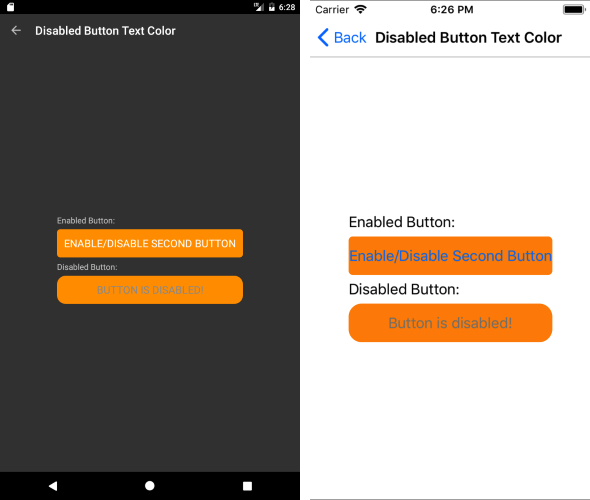 6:28
Disabled Button Text Color
Enabled Button:
ENABLE/DISABLE SECOND BUTTON
Disabled Button:
BUTTON IS DISABLED!
Carrier 6:26 PM
Back Disabled Button Text Color
Enabled Button:
Enable/Disable Second Button
Disabled Button:
Button is disabled!